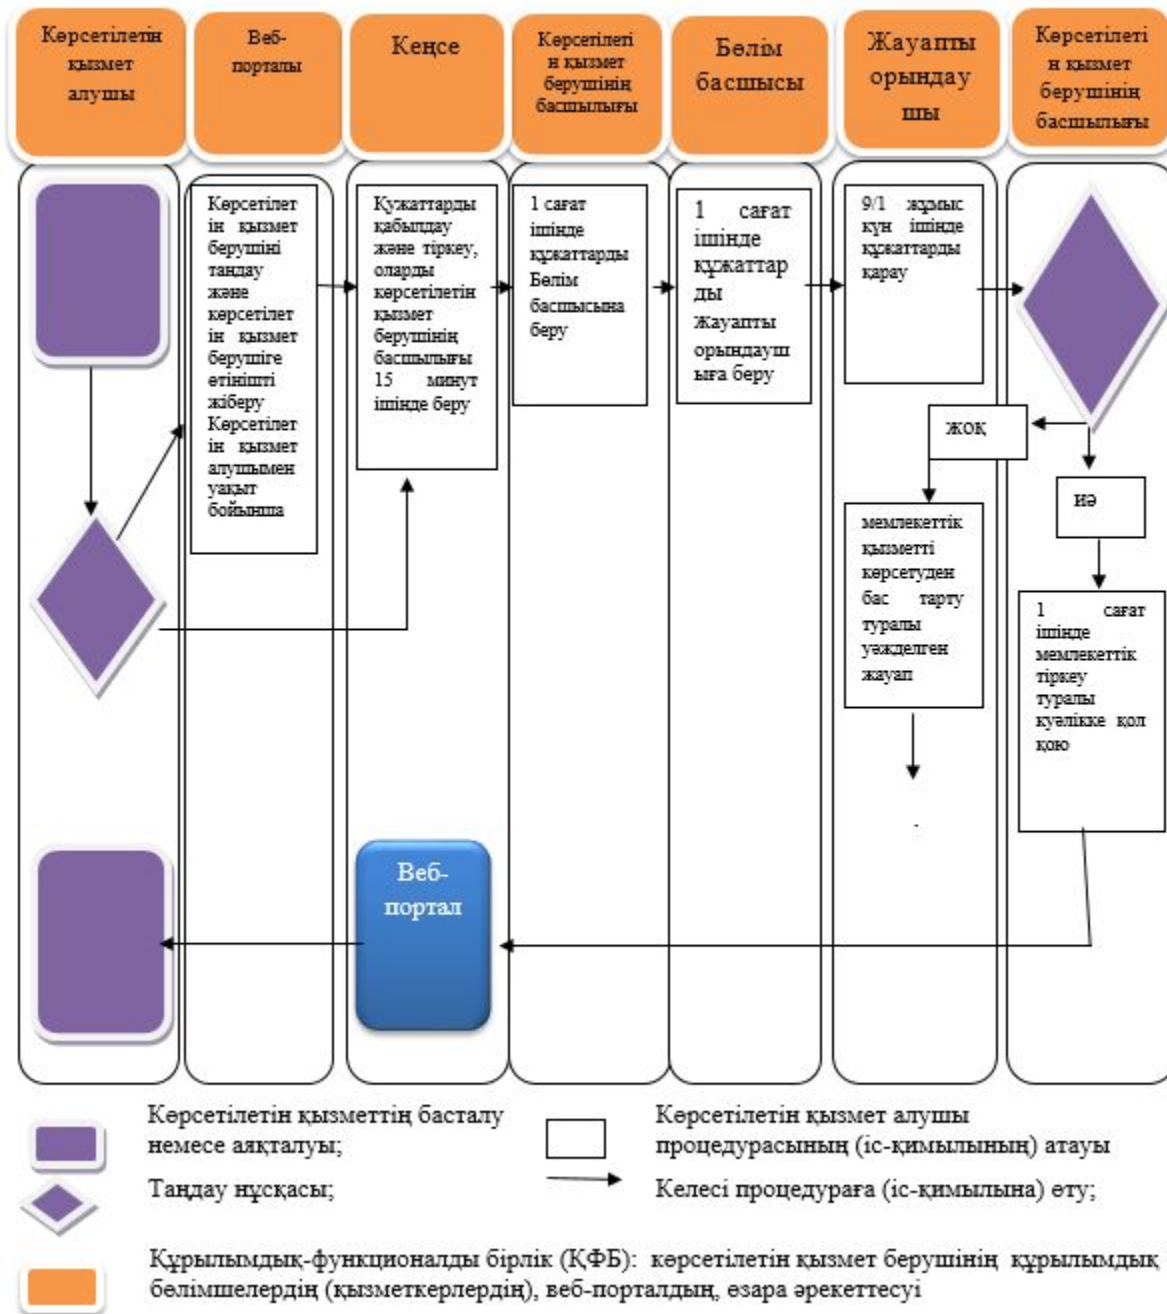 Көрсетілетін
қызмет
алушы
Веб-
порталы
Кеңсе
Көрсетілеті
н қызмет
берушінің
басшылығы
Бөлім
басшысы
Жауапты
орындау
шы
Көрсетілеті
н қызмет
берушінің
басшылығы
Көрсетілет
ін қызмет
берушіні
таңдау
және
көрсетілет
ін қызмет
берушіге
өтінішті
жіберу
Көрсетілет
ін қызмет
алушымен
уақыт
бойынша
Құжаттарды
қабылдау
және тіркеу,
оларды
көрсетілетін
қызмет
берушінің
басшылығы
15 минут
ішінде беру
1 сағат
ішінде
құжаттарды
Бөлім
басшысына
беру
1 сағат
ішінде
құжаттар
ды
Жауапты
орындауш
ыға беру
9/1 жұмыс
күн ішінде
құжаттарды
қарау
жоқ
иә
мемлекеттік
қызметті
көрсетуден
бас тарту
туралы
уәжделген
жауап
1 сағат
ішінде
мемлекеттік
тіркеу
туралы
куәлікке қол
қою
.
Веб-
портал
Көрсетілетін қызметтің басталу
немесе аяқталуы;
Көрсетілетін қызмет алушы
процедурасының (іс-қимылының) атауы
Таңдау нұсқасы;
Келесі процедураға (іс-қимылына) өту;
Құрылымдық-функционалды бірлік (ҚФБ): көрсетілетін қызмет берушінің құрылымдық
бөлімшелердің (қызметкерлердің), веб-порталдың, өзара әрекеттесуі